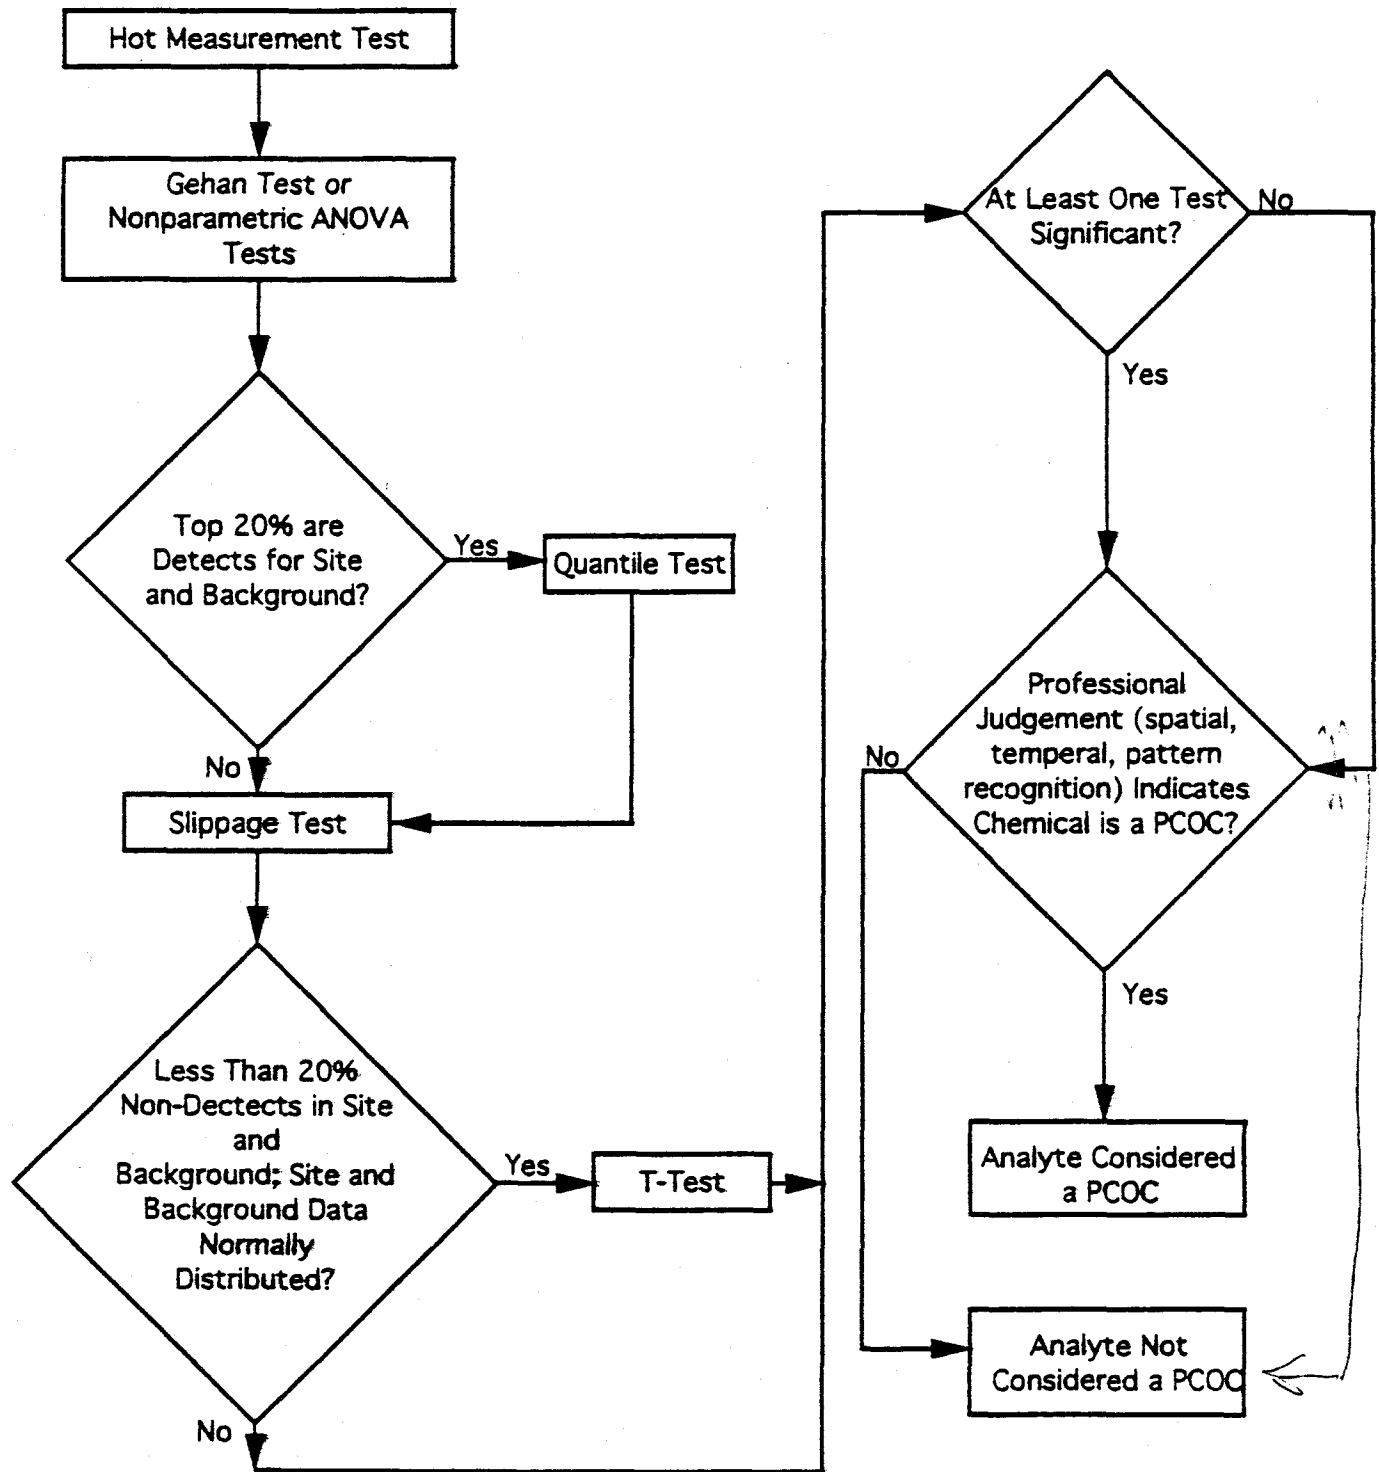 Hot Measurement Test
Gehan Test or
Nonparametric ANOVA
Tests
Top 20% are
Detects for Site
and Background?
Yes
Quantile Test
No
Slippage Test
Less Than 20%
Non-Dectects in Site
and
Background; Site and
Background Data
Normally
Distributed?
Yes
T-Test
No
At Least One Test
Significant?
No
Yes
Professional
Judgement (spatial,
temperal, pattern
recognition) Indicates
Chemical is a PCOC?
No
Yes
Analyte Considered
a PCOC
Analyte Not
Considered a PCOC